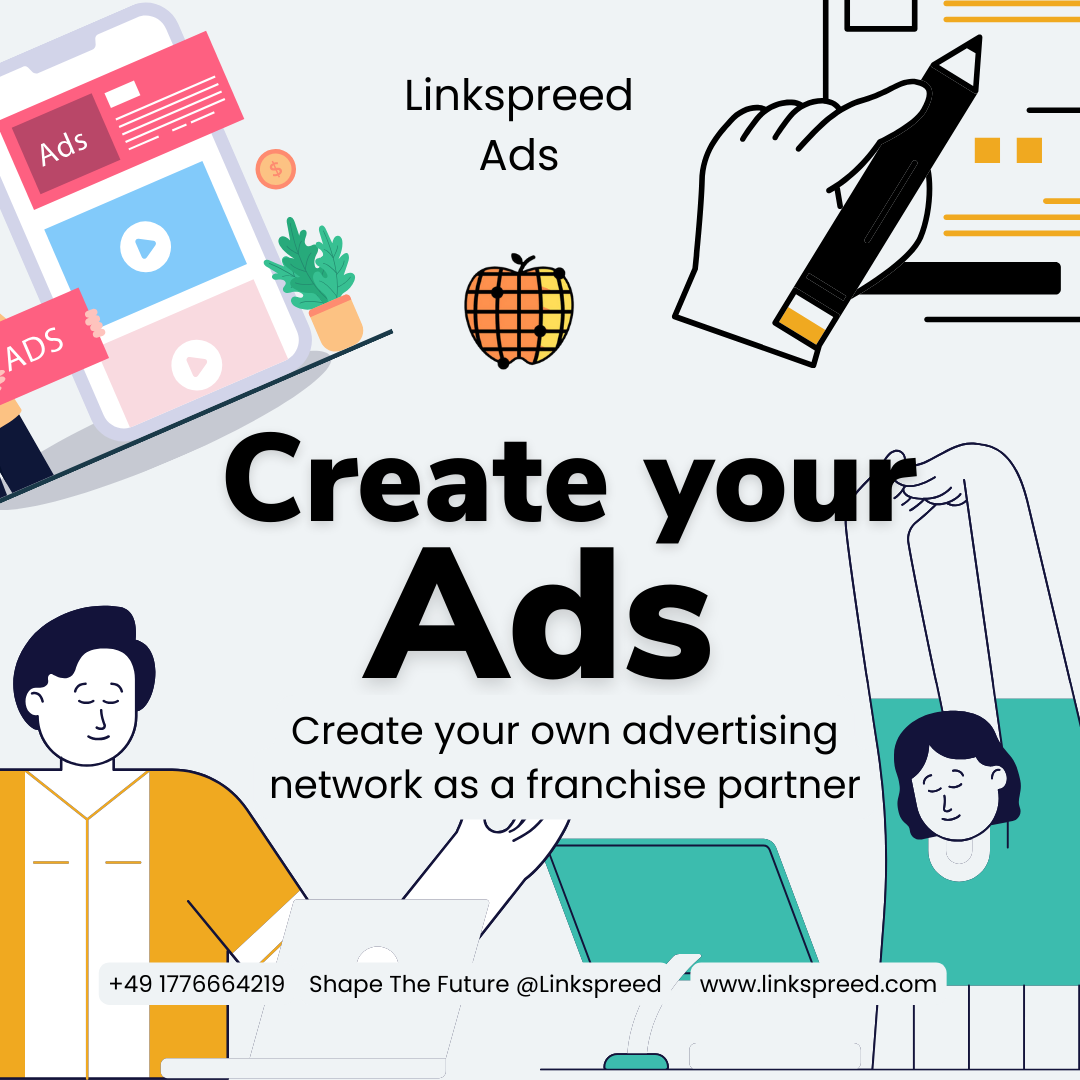 Linkspreed
Ads
Ads
$
ADS
Create your
Ads
Create your own advertising
network as a franchise partner
+49 1776664219 Shape The Future @Linkspreed www.linkspreed.com